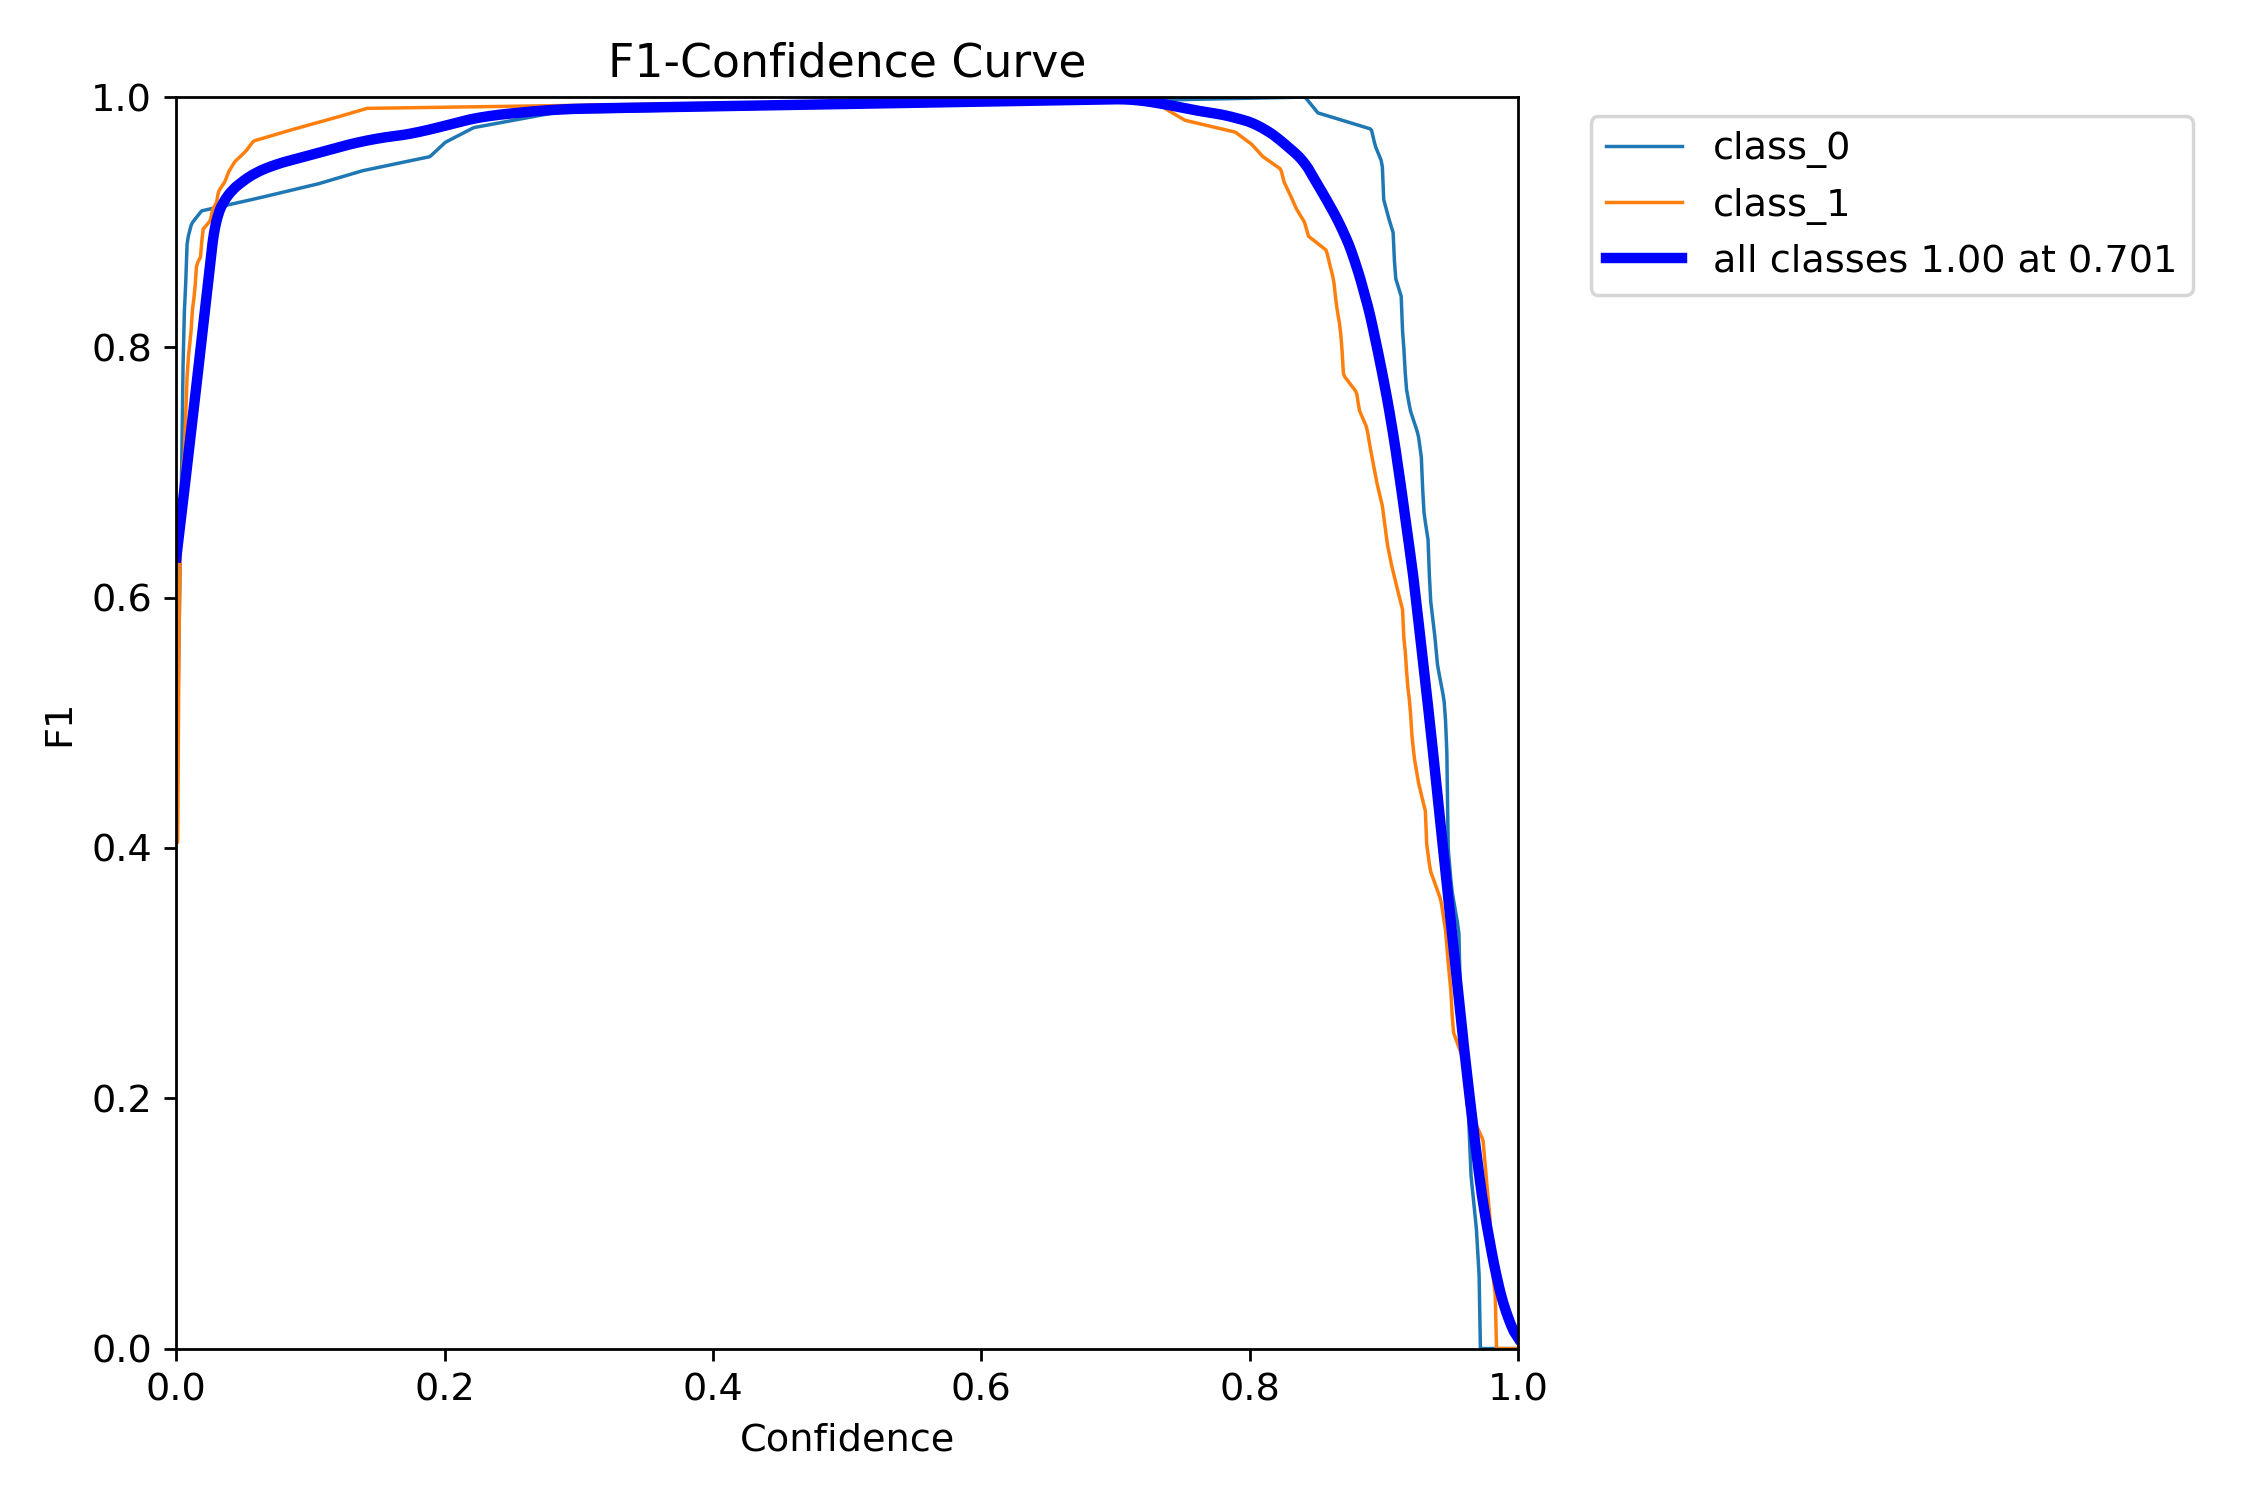 F1-Confidence Curve
class_0
class_1
all classes 1.00 at 0.701
F1
1.0
0.8
0.6
0.4
0.2
0.0
0.0 0.2 0.4 0.6 0.8 1.0
Confidence